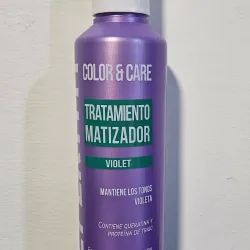 COLOR & CARE
TRATAMIENTO
MATIZADOR
VIOLET
MANTIENE LOS TONOS
VIOLETA
CONTIENE QUERATINA Y
PROTEÍNA DE TRIGO